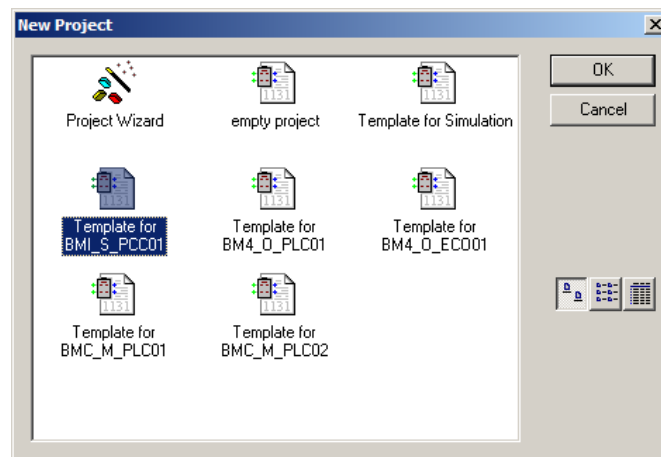 New Project
Project Wizard
empty project
Template for Simulation
OK
Cancel
Template for
BMI_S_PCC01
Template for
BM4_O_PLC01
Template for
BM4_O_ECO01
Template for
BMC_M_PLC01
Template for
BMC_M_PLC02